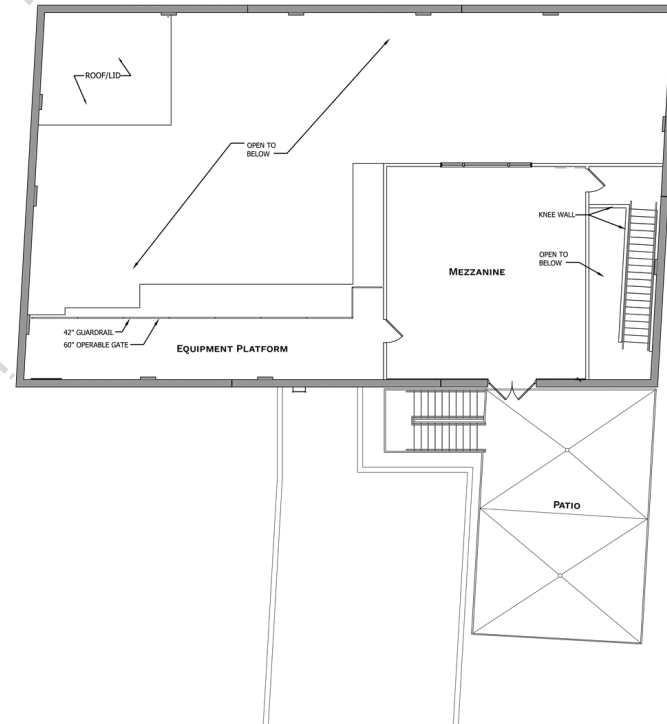 ROOF/LID
OPEN TO
BELOW
KNEE WALL
OPEN TO
BELOW
MEZZANINE
42" GUARDRAIL
60" OPERABLE GATE
EQUIPMENT PLATFORM
PATIO